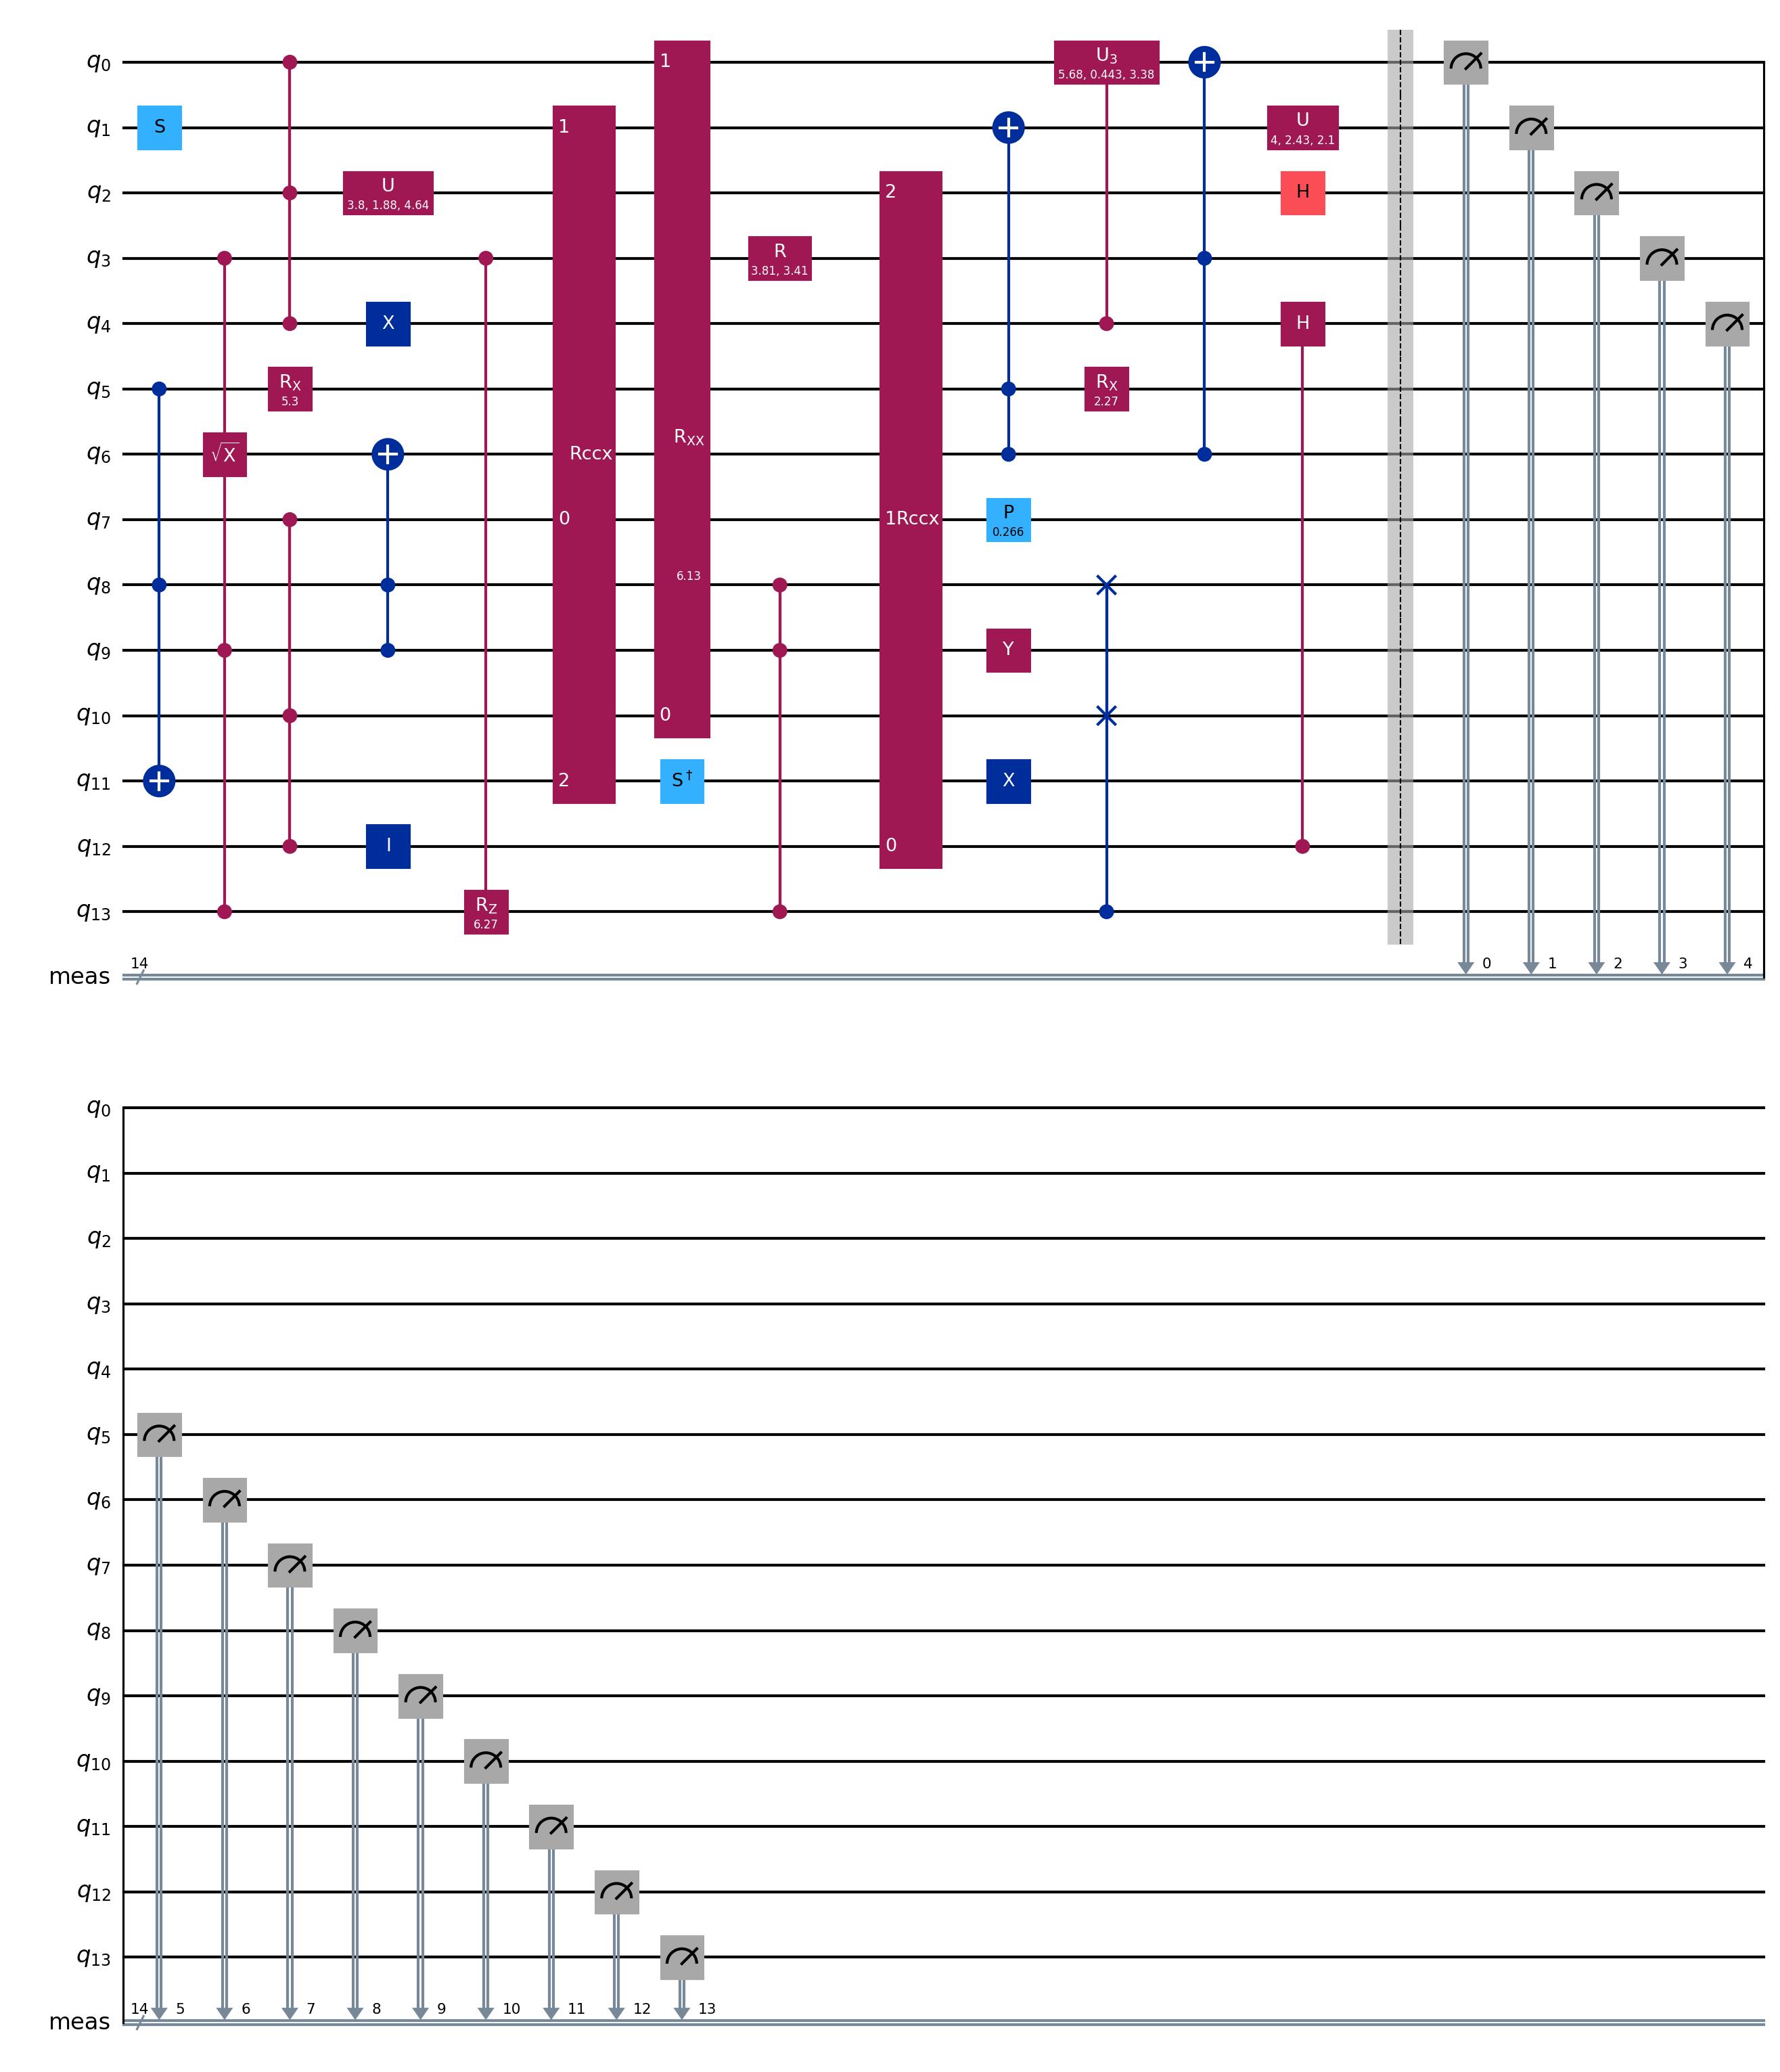 q0 1 U3 5.68, 0.443, 3.38
q1 S 1 U 4, 2.43, 2.1
q2 U 3.8, 1.88, 4.64 2 H
q3 R 3.81, 3.41
q4 X H
q5 RX 5.3 RXX RX 2.27
q6 √X Rccx
q7 0 1 Rccx P 0.266
q8 6.13
q9 Y
q10 0
q11 2 S† X
q12 I 0
q13 RZ 6.27
meas 14 0 1 2 3 4
q0
q1
q2
q3
q4
q5
q6
q7
q8
q9
q10
q11
q12
q13
meas 14 5 6 7 8 9 10 11 12 13